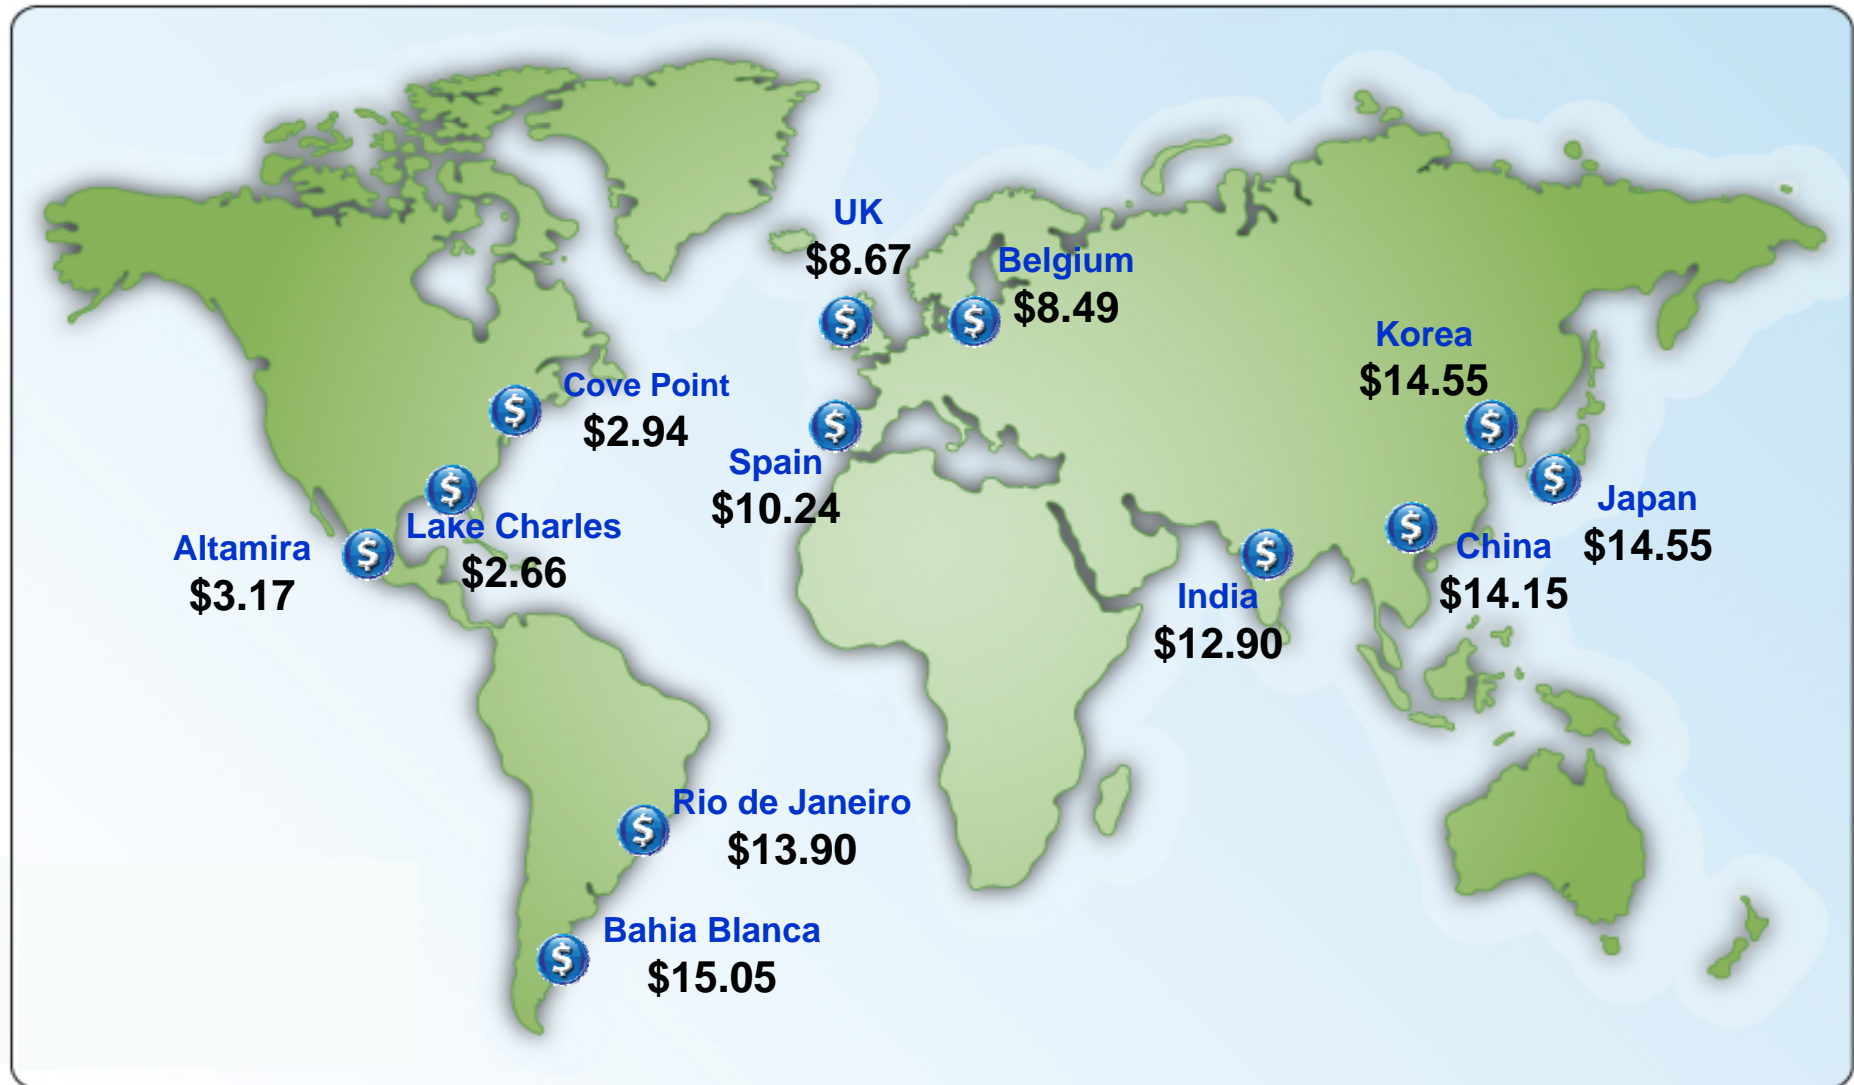 UK
$8.67
Belgium
$8.49
Korea
$14.55
Cove Point
$2.94
Spain
$10.24
Japan
$14.55
Lake Charles
$2.66
Altamira
$3.17
China
$14.15
India
$12.90
Rio de Janeiro
$13.90
Bahia Blanca
$15.05
$
$
$
$
$
$
$
$
$
$
$
$